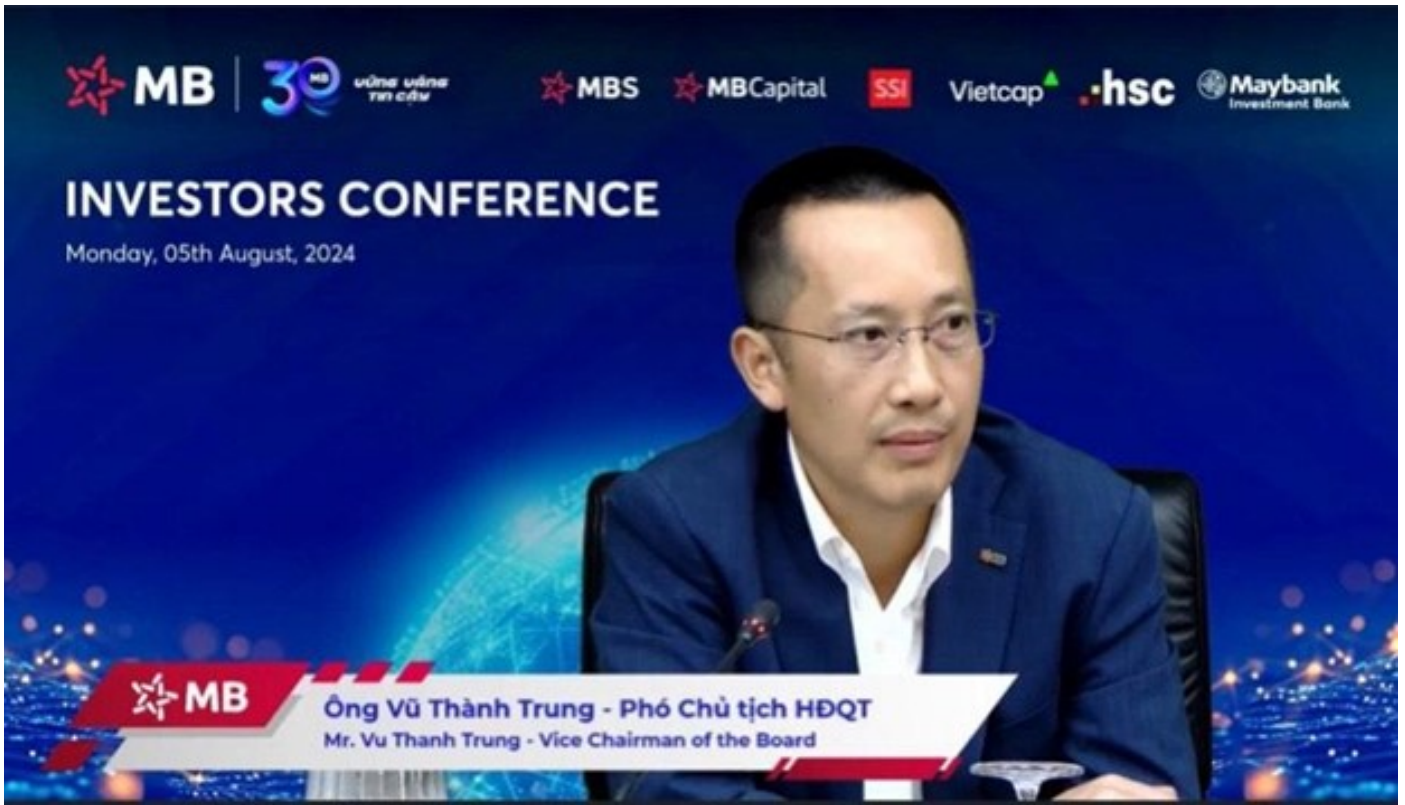 MB
30
MB
VỮNG VÀNG
TIN CẬY
MBS
MBCapital
SSI
Vietcap
hsc
Maybank
Investment Bank
INVESTORS CONFERENCE
Monday, 05th August, 2024
MB
Ông Vũ Thành Trung - Phó Chủ tịch HĐQT
Mr. Vu Thanh Trung - Vice Chairman of the Board